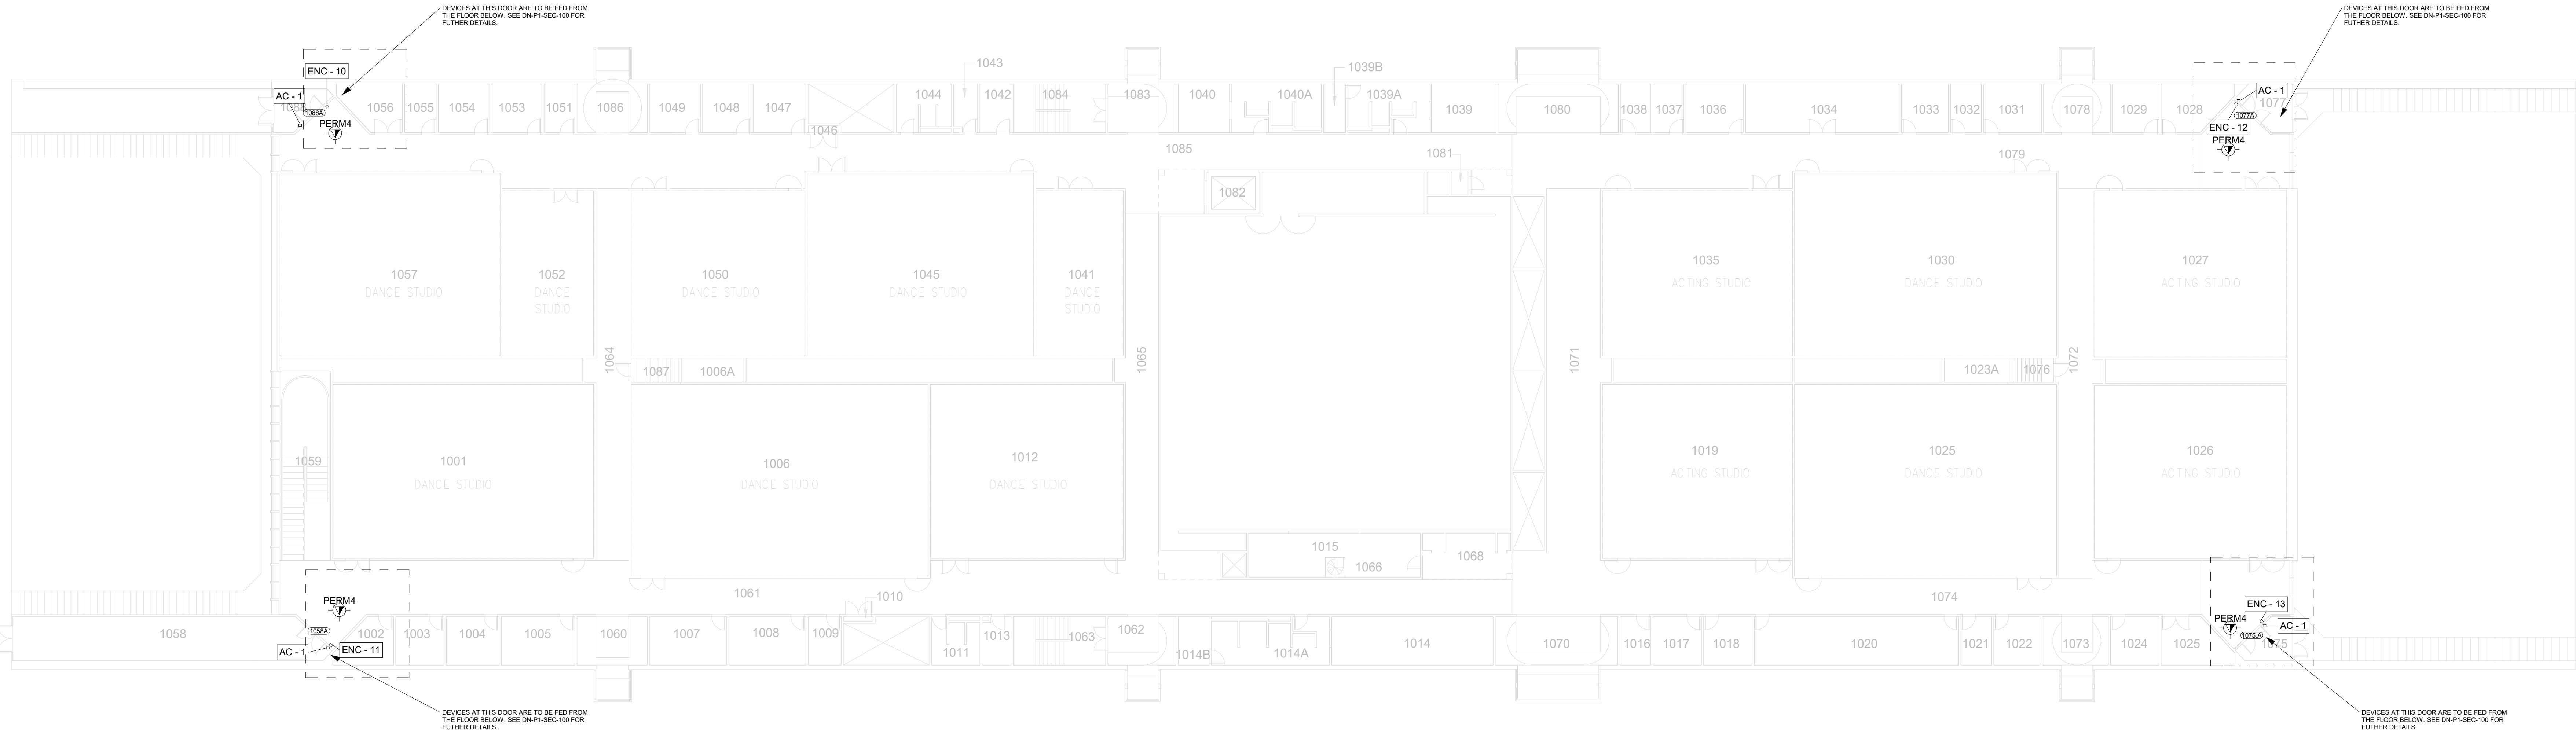 DEVICES AT THIS DOOR ARE TO BE FED FROM
THE FLOOR BELOW. SEE DN-P1-SEC-100 FOR
FUTHER DETAILS.
DEVICES AT THIS DOOR ARE TO BE FED FROM
THE FLOOR BELOW. SEE DN-P1-SEC-100 FOR
FUTHER DETAILS.
ENC - 10
AC - 1
1088A
PERM4
1056
1055
1054
1053
1051
1086
1049
1048
1047
1046
1044
1043
1042
1084
1083
1040
1040A
1039B
1039A
1039
1080
1038
1037
1036
1034
1033
1032
1031
1078
1029
1028
1077
AC - 1
1077A
ENC - 12
PERM4
1085
1081
1079
1082
1057
DANCE STUDIO
1052
DANCE
STUDIO
1050
DANCE STUDIO
1045
DANCE STUDIO
1041
DANCE
STUDIO
1035
ACTING STUDIO
1030
DANCE STUDIO
1027
ACTING STUDIO
1064
1087
1006A
1065
1071
1023A
1076
1072
1059
1001
DANCE STUDIO
1006
DANCE STUDIO
1012
DANCE STUDIO
1019
ACTING STUDIO
1025
DANCE STUDIO
1026
ACTING STUDIO
1015
1066
1068
1061
1010
1074
PERM4
1058A
AC - 1
ENC - 11
1058
1002
1003
1004
1005
1060
1007
1008
1009
1011
1013
1063
1062
1014B
1014A
1014
1070
1016
1017
1018
1020
1021
1022
1073
1024
1025
1075
ENC - 13
PERM4
AC - 1
1075 A
DEVICES AT THIS DOOR ARE TO BE FED FROM
THE FLOOR BELOW. SEE DN-P1-SEC-100 FOR
FUTHER DETAILS.
DEVICES AT THIS DOOR ARE TO BE FED FROM
THE FLOOR BELOW. SEE DN-P1-SEC-100 FOR
FUTHER DETAILS.